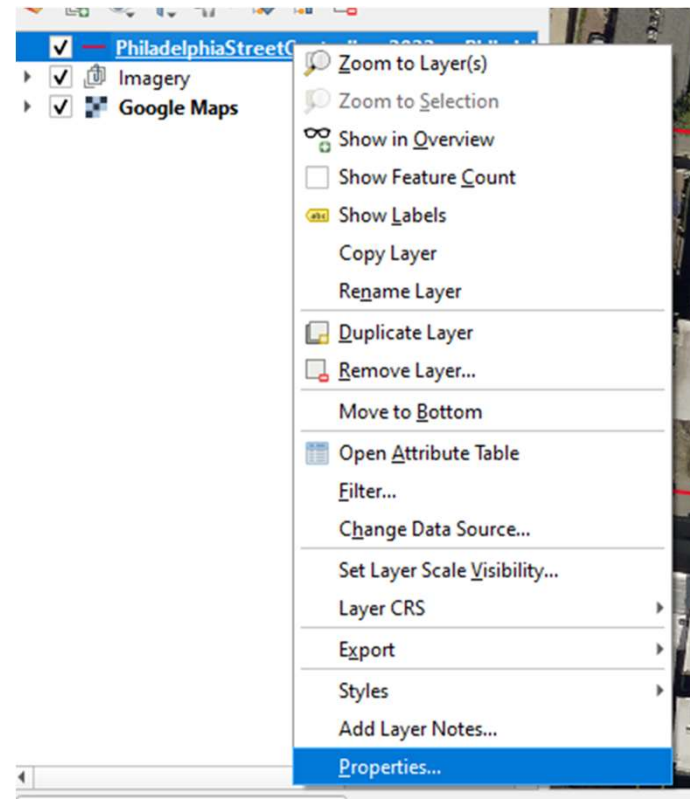 PhiladelphiaStreetC
Imagery
Google Maps
Zoom to Layer(s)
Zoom to Selection
Show in Overview
Show Feature Count
abc Show Labels
Copy Layer
Rename Layer
Duplicate Layer
Remove Layer...
Move to Bottom
Open Attribute Table
Filter...
Change Data Source...
Set Layer Scale Visibility...
Layer CRS
Export
Styles
Add Layer Notes...
Properties...